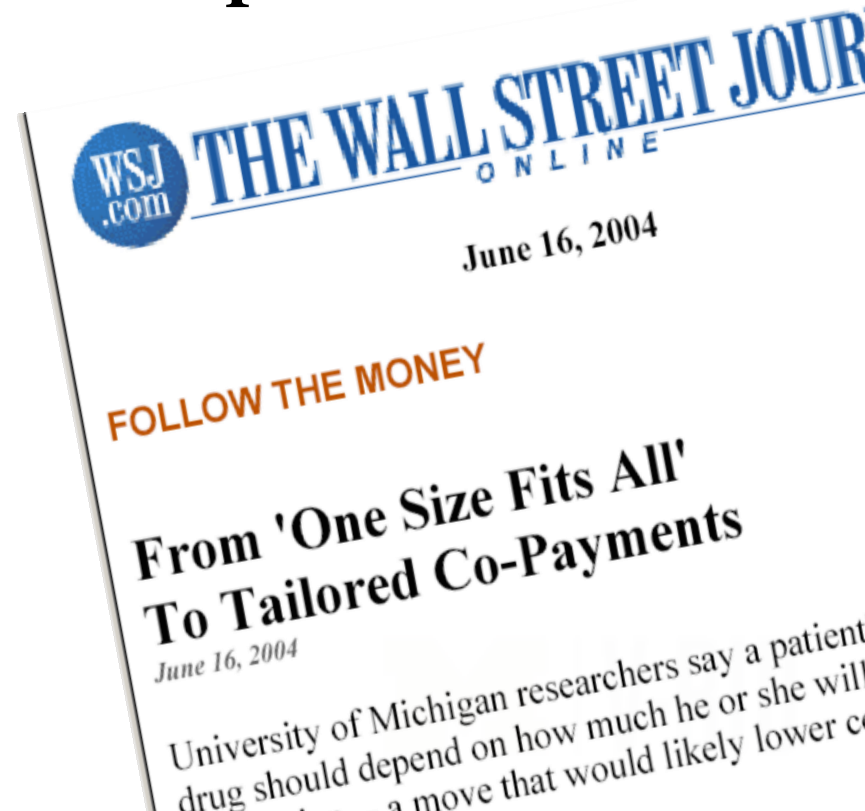 WSJ
.com
THE WALL STREET JOUR
ONLINE
June 16, 2004
FOLLOW THE MONEY
From 'One Size Fits All'
To Tailored Co-Payments
June 16, 2004
University of Michigan researchers say a patient
drug should depend on how much he or she will
a move that would likely lower